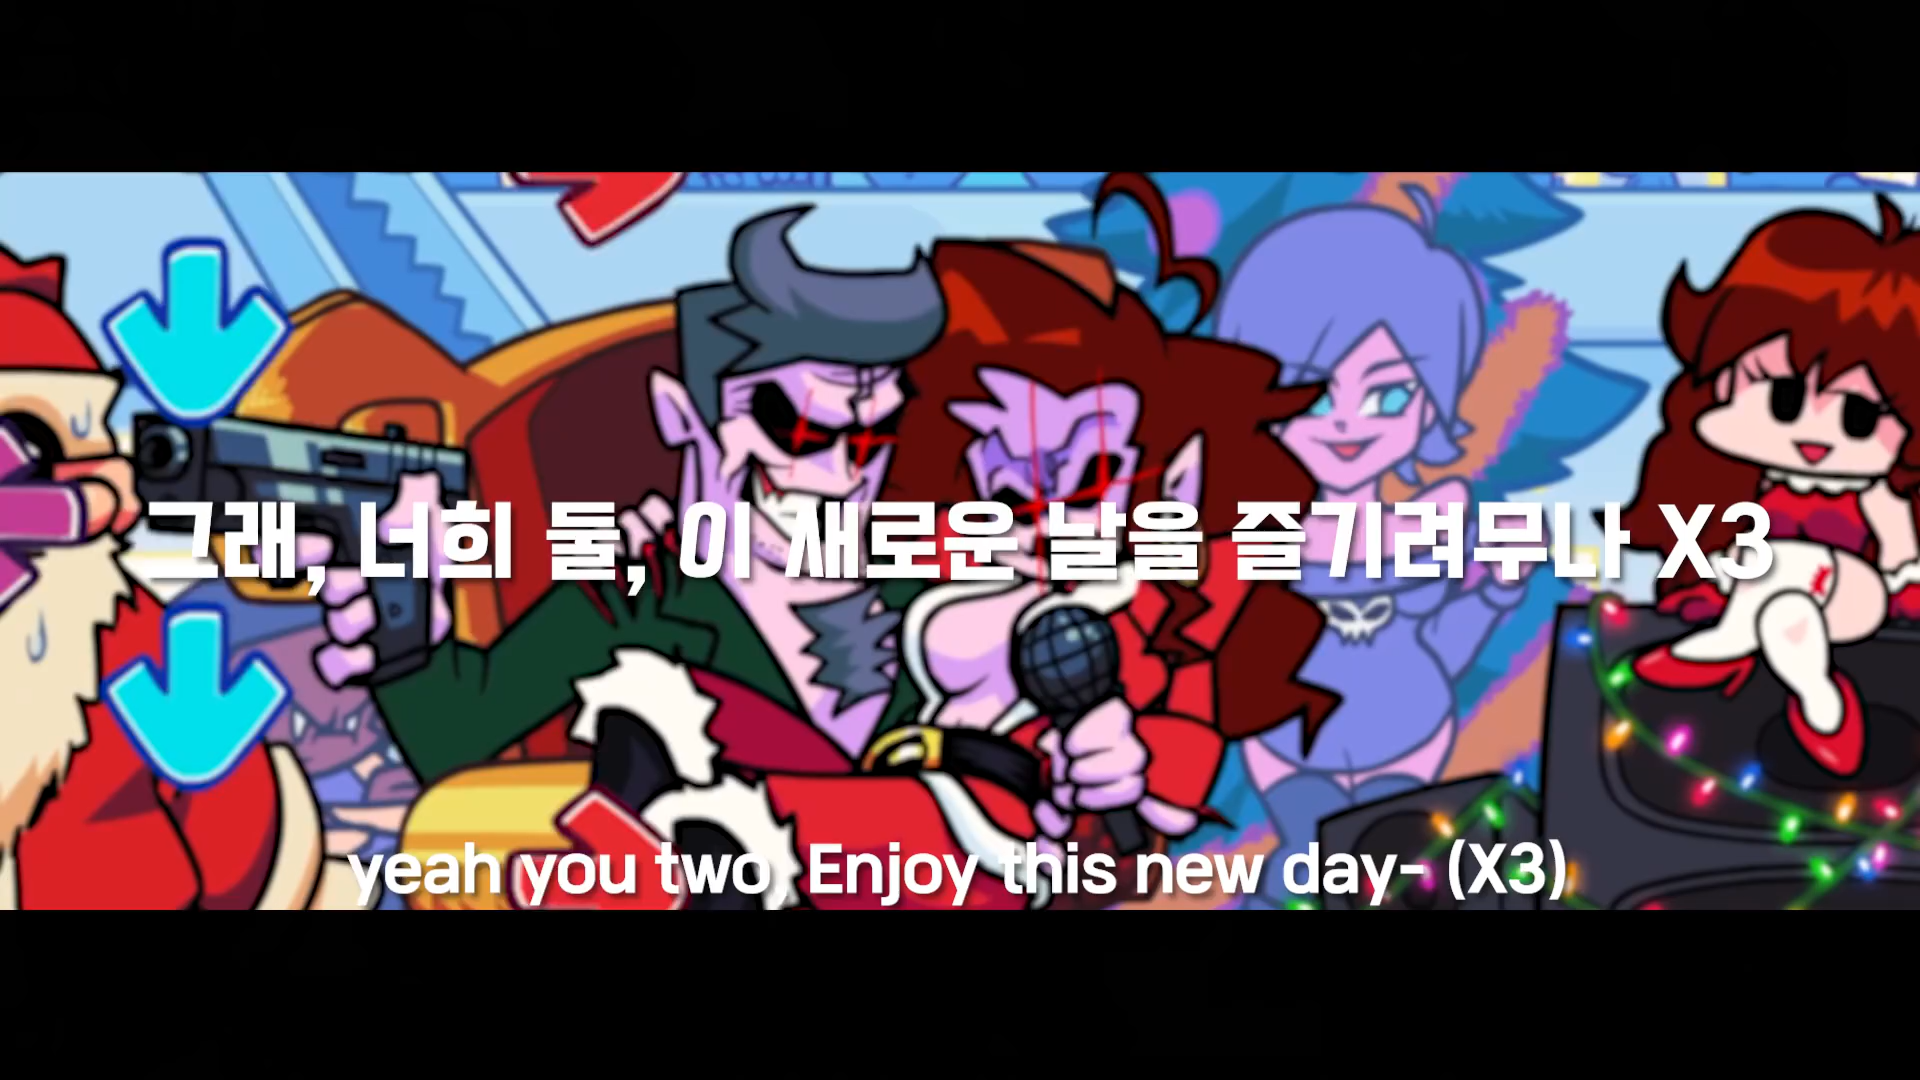 그래, 너희 둘, 이 새로운 날을 즐기려무나 X3
yeah you two, Enjoy this new day- (X3)